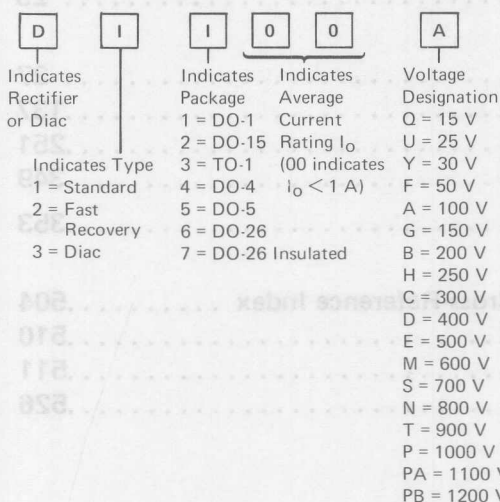 D I I 0 0 A
Indicates
Rectifier
or Diac
Indicates Type
1 = Standard
2 = Fast
Recovery
3 = Diac
Indicates
Package
1 = DO-1
2 = DO-15
3 = TO-1
4 = DO-4
5 = DO-5
6 = DO-26
7 = DO-26 Insulated
Indicates
Average
Current
Rating IO
(00 indicates
IO < 1 A)
Voltage
Designation
Q = 15 V
U = 25 V
Y = 30 V
F = 50 V
A = 100 V
G = 150 V
B = 200 V
H = 250 V
C = 300 V
D = 400 V
E = 500 V
M = 600 V
S = 700 V
N = 800 V
T = 900 V
P = 1000 V
PA = 1100 V
PB = 1200 V